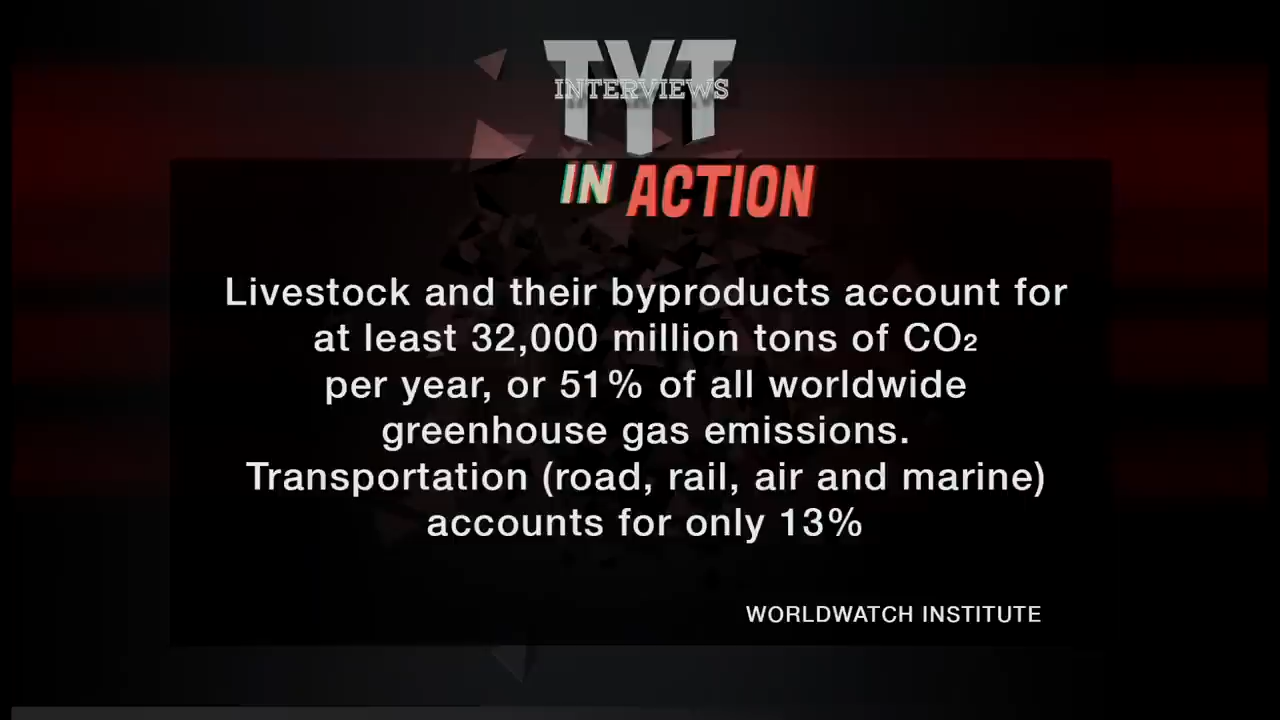 TYT
INTERVIEWS
IN ACTION
Livestock and their byproducts account for
at least 32,000 million tons of CO₂
per year, or 51% of all worldwide
greenhouse gas emissions.
Transportation (road, rail, air and marine)
accounts for only 13%
WORLDWATCH INSTITUTE